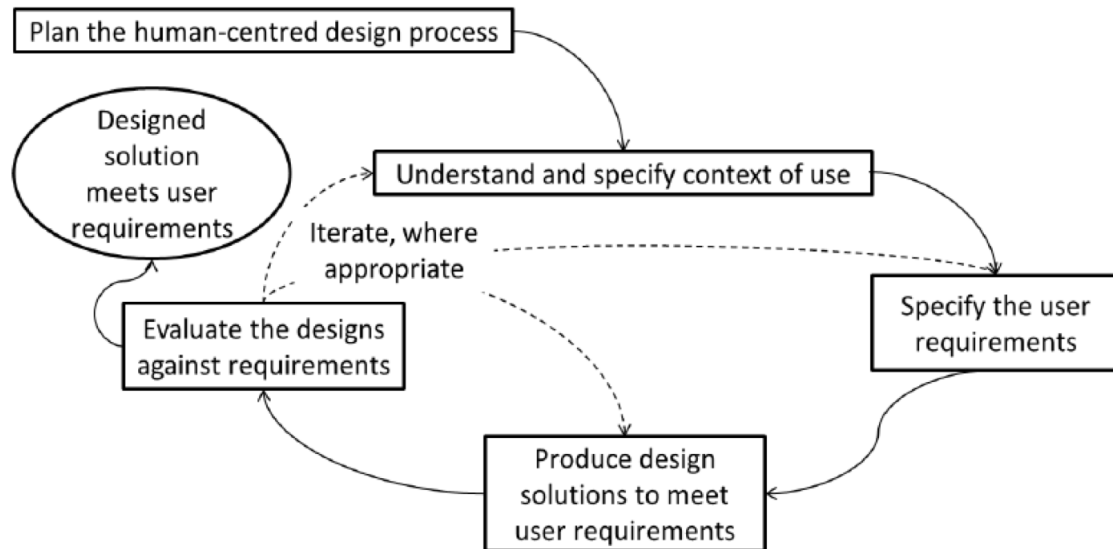 Plan the human-centred design process
Designed
solution
meets user
requirements
Understand and specify context of use
Iterate, where
appropriate
Specify the user
requirements
Evaluate the designs
against requirements
Produce design
solutions to meet
user requirements